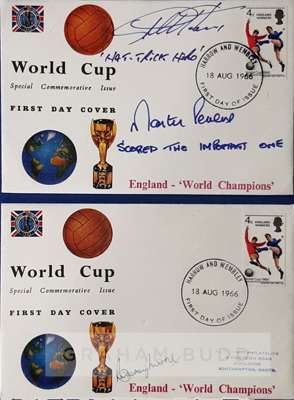 'HAT-TRICK HERO'
World Cup
Special Commemorative Issue
FIRST DAY COVER
4d ENGLAND WINNERS
HARROW AND WEMBLEY
18 AUG 1966
FIRST DAY OF ISSUE
SCORED THE IMPORTANT ONE
England - 'World Champions'
World Cup
Special Commemorative Issue
FIRST DAY COVER
4d ENGLAND WINNERS
HARROW AND WEMBLEY
18 AUG 1966
FIRST DAY OF ISSUE
GRAHAM BUDD
England - 'World Champions'